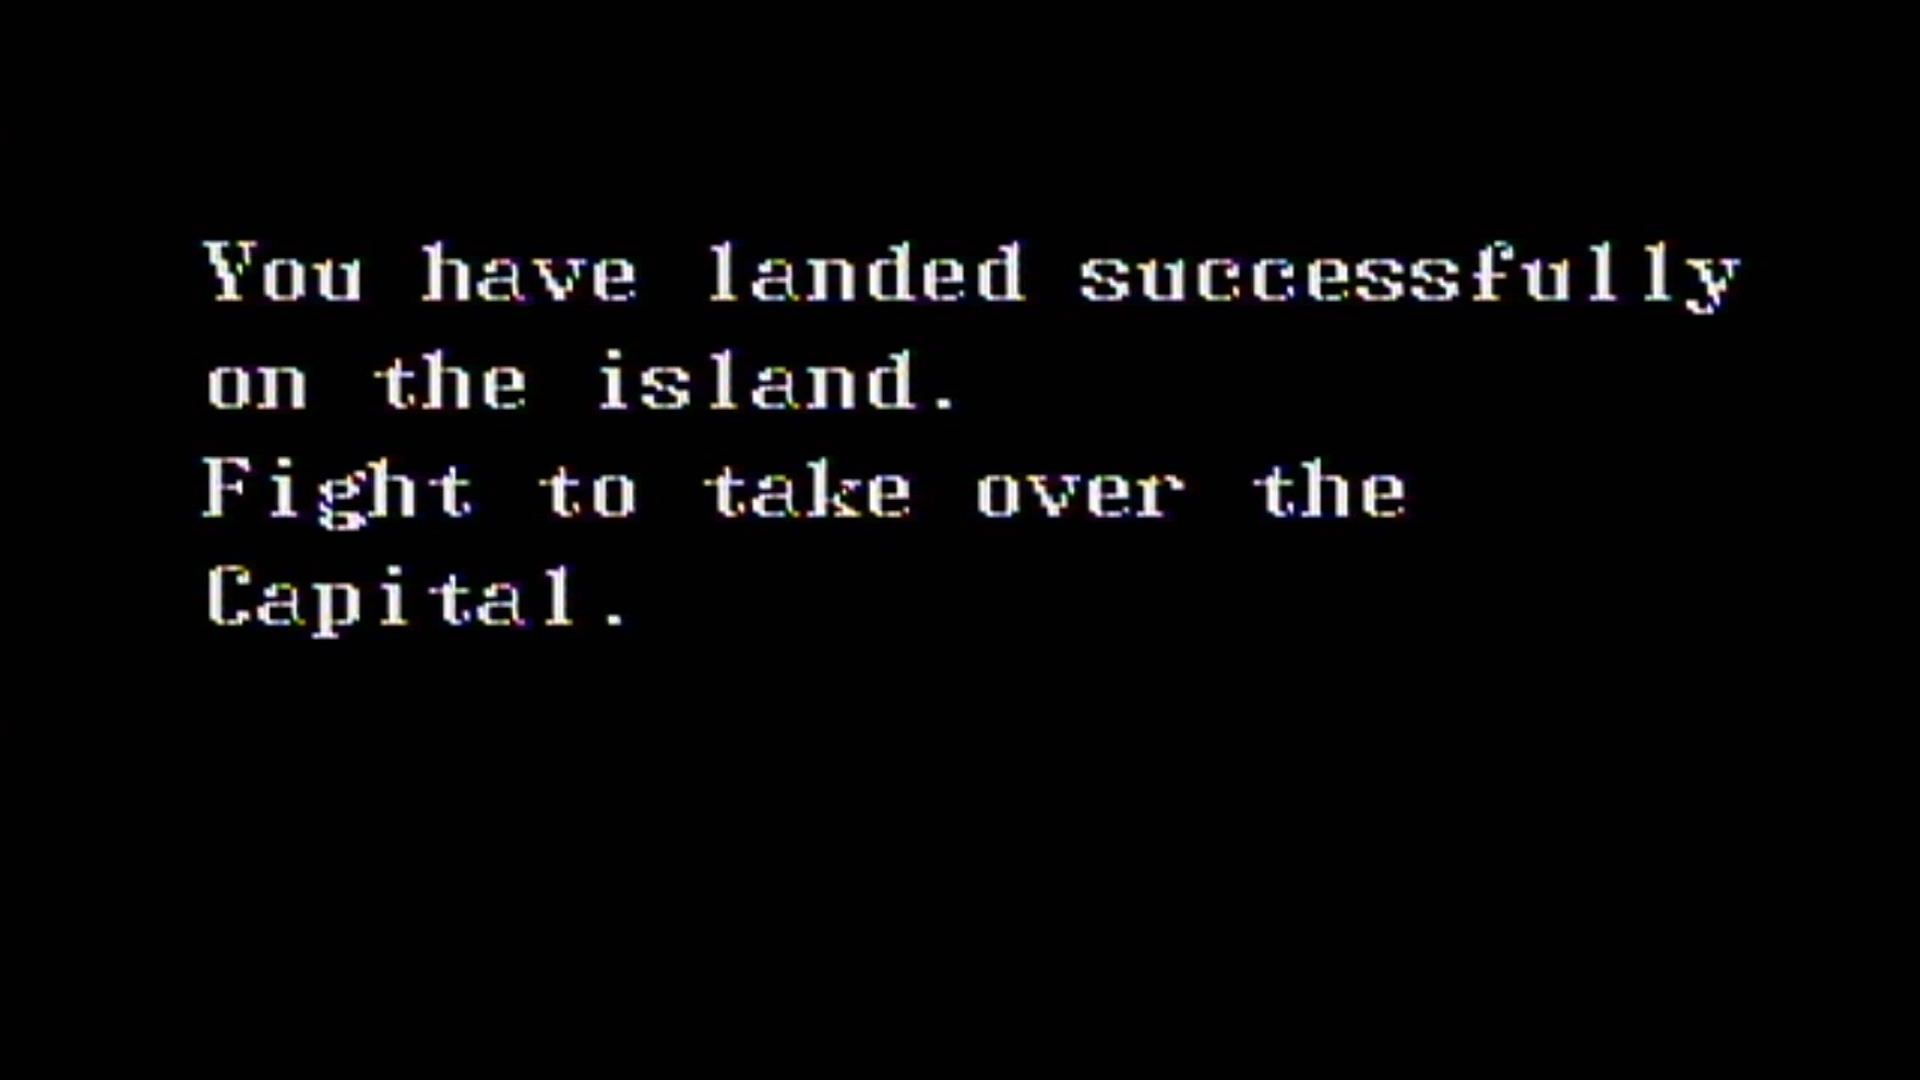 You have landed successfully
on the island.
Fight to take over the
Capital.